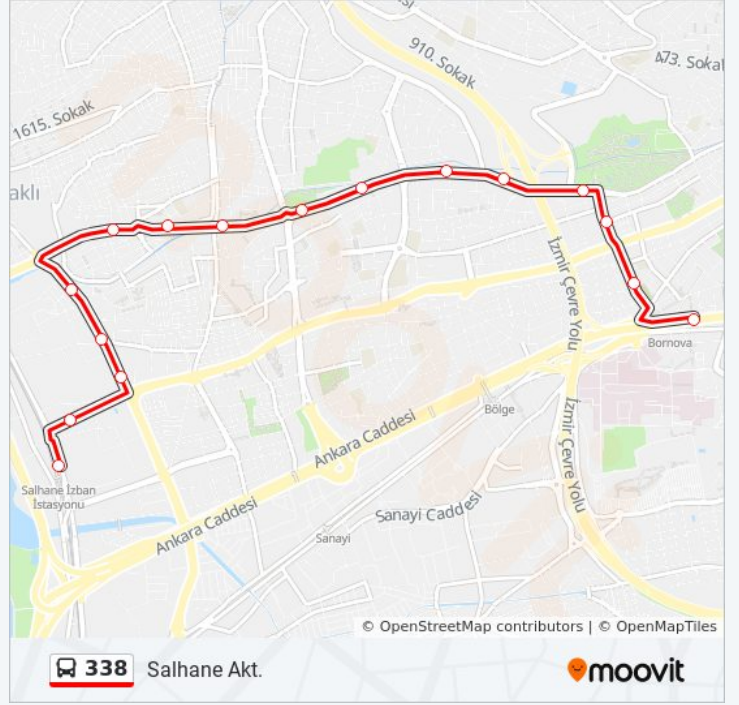 910. Sokak
473. Sokak
1615. Sokak
aklı
İzmir Çevre Yolu
Bornova
Bölge
İzmir Çevre Yolu
Ankara Caddesi
Salhane İzban
İstasyonu
Sanayi Caddesi
Ankara Caddesi
Sanayi
© OpenStreetMap contributors | © OpenMapTiles
338 Salhane Akt.
moovit